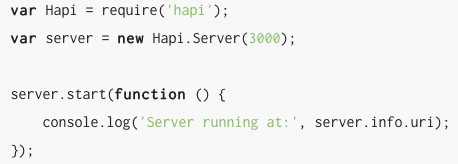 var Hapi = require('hapi');
var server = new Hapi.Server(3000);

server.start(function () {
    console.log('Server running at:', server.info.uri);
});